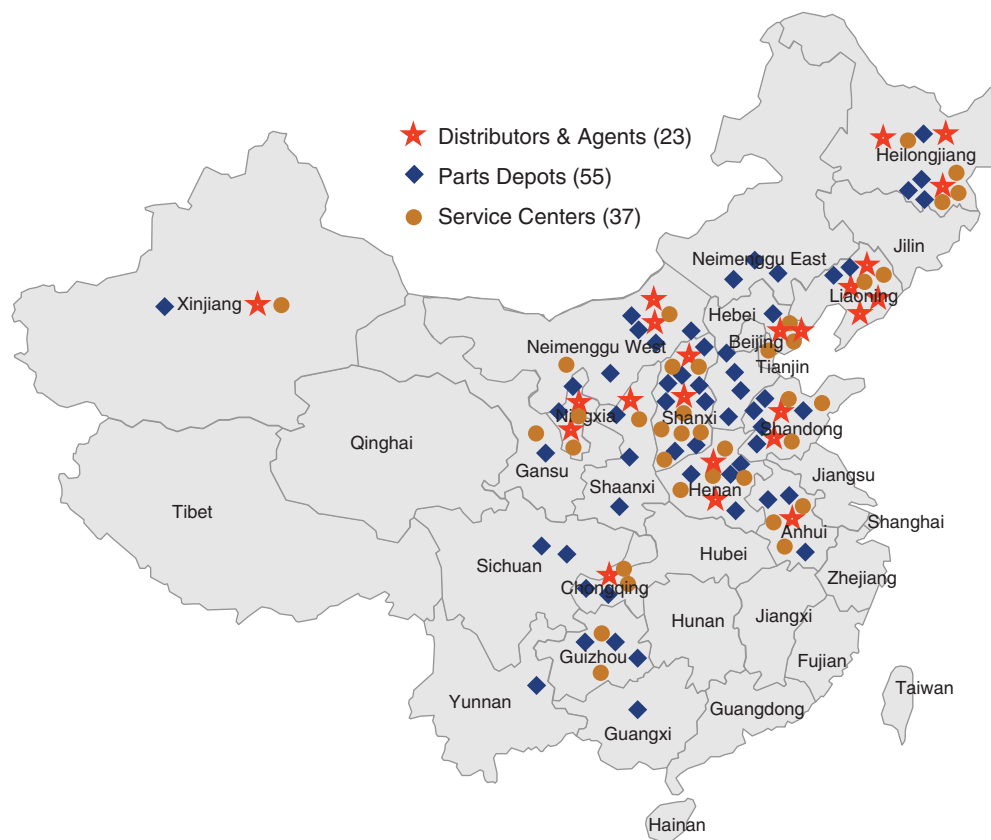 Distributors & Agents (23)
Parts Depots (55)
Service Centers (37)
Heilongjiang
Jilin
Neimenggu East
Liaoning
Xinjiang
Hebei
Beijing
Neimenggu West
Tianjin
Ningxia
Shanxi
Shandong
Qinghai
Gansu
Shaanxi
Henan
Jiangsu
Tibet
Shanghai
Anhui
Hubei
Sichuan
Chongqing
Zhejiang
Hunan
Jiangxi
Guizhou
Fujian
Taiwan
Yunnan
Guangdong
Guangxi
Hainan